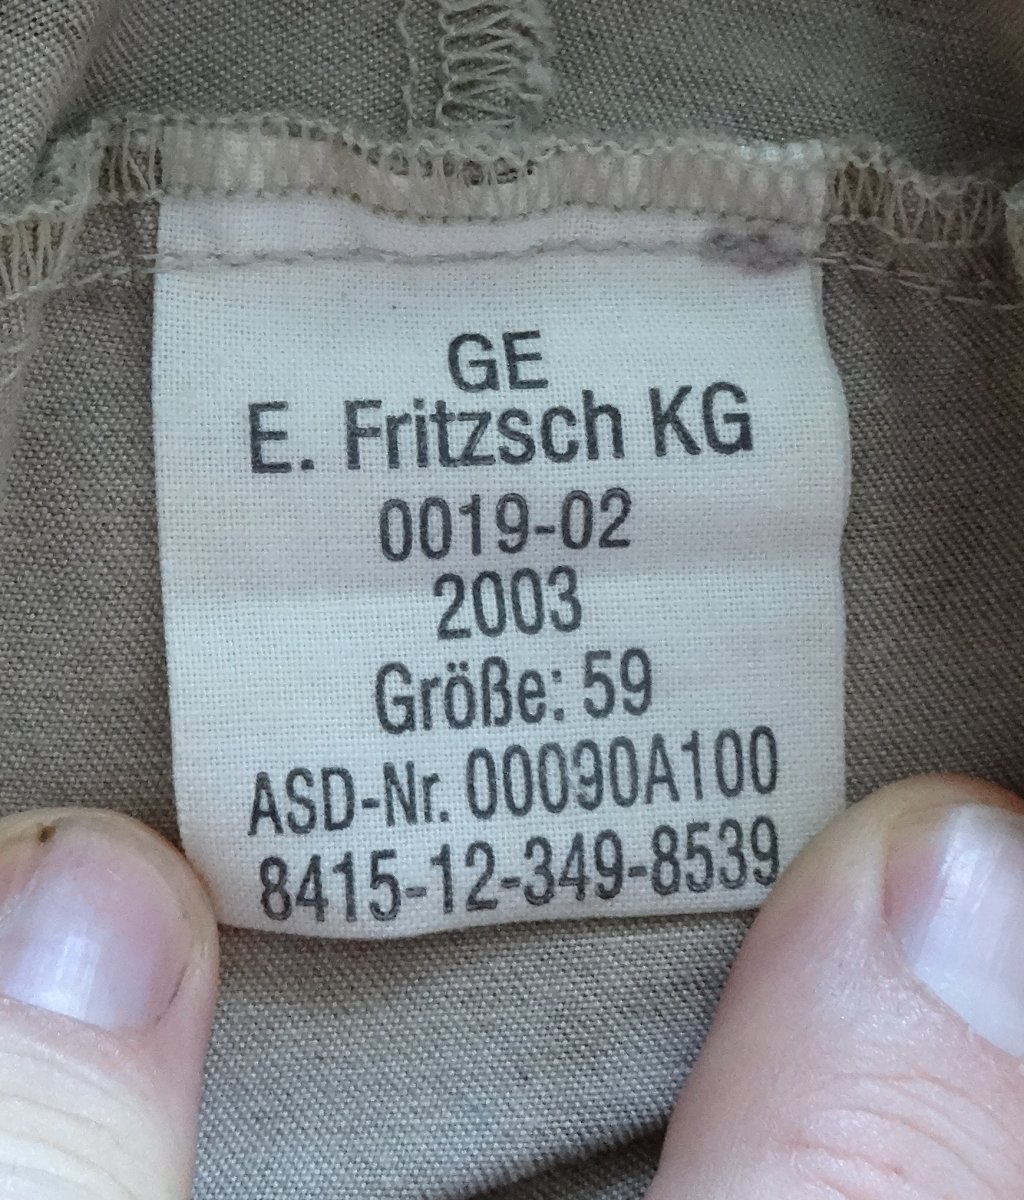 GE
E. Fritzsch KG
0019-02
2003
Größe: 59
ASD-Nr. 00090A100
8415-12-349-8539